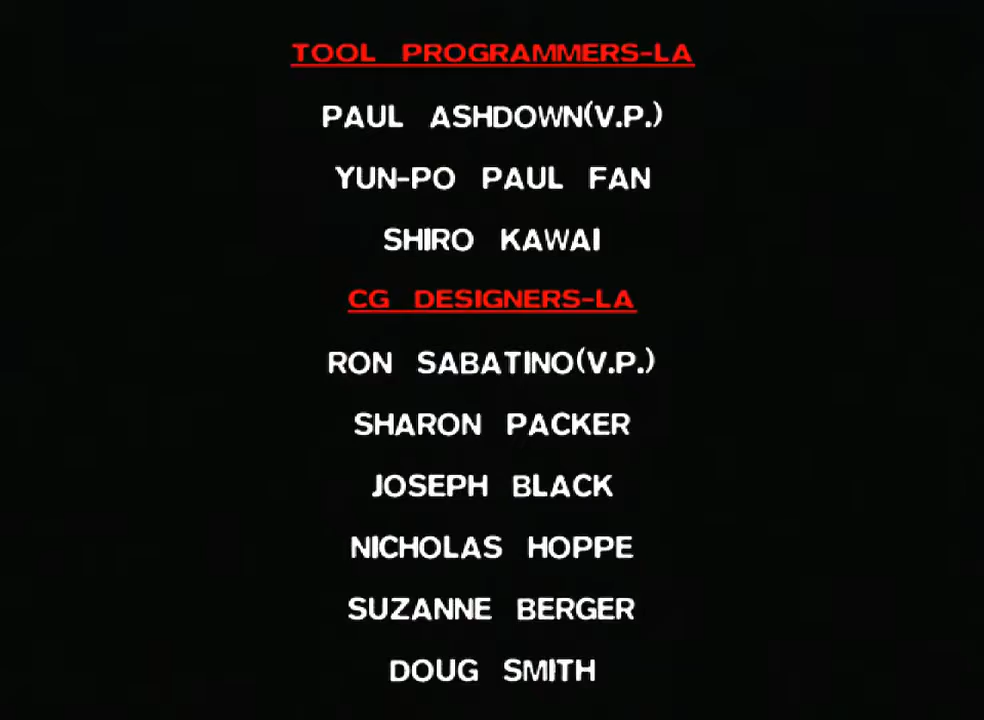 TOOL PROGRAMMERS-LA
PAUL ASHDOWN(V.P.)
YUN-PO PAUL FAN
SHIRO KAWAI
CG DESIGNERS-LA
RON SABATINO(V.P.)
SHARON PACKER
JOSEPH BLACK
NICHOLAS HOPPE
SUZANNE BERGER
DOUG SMITH